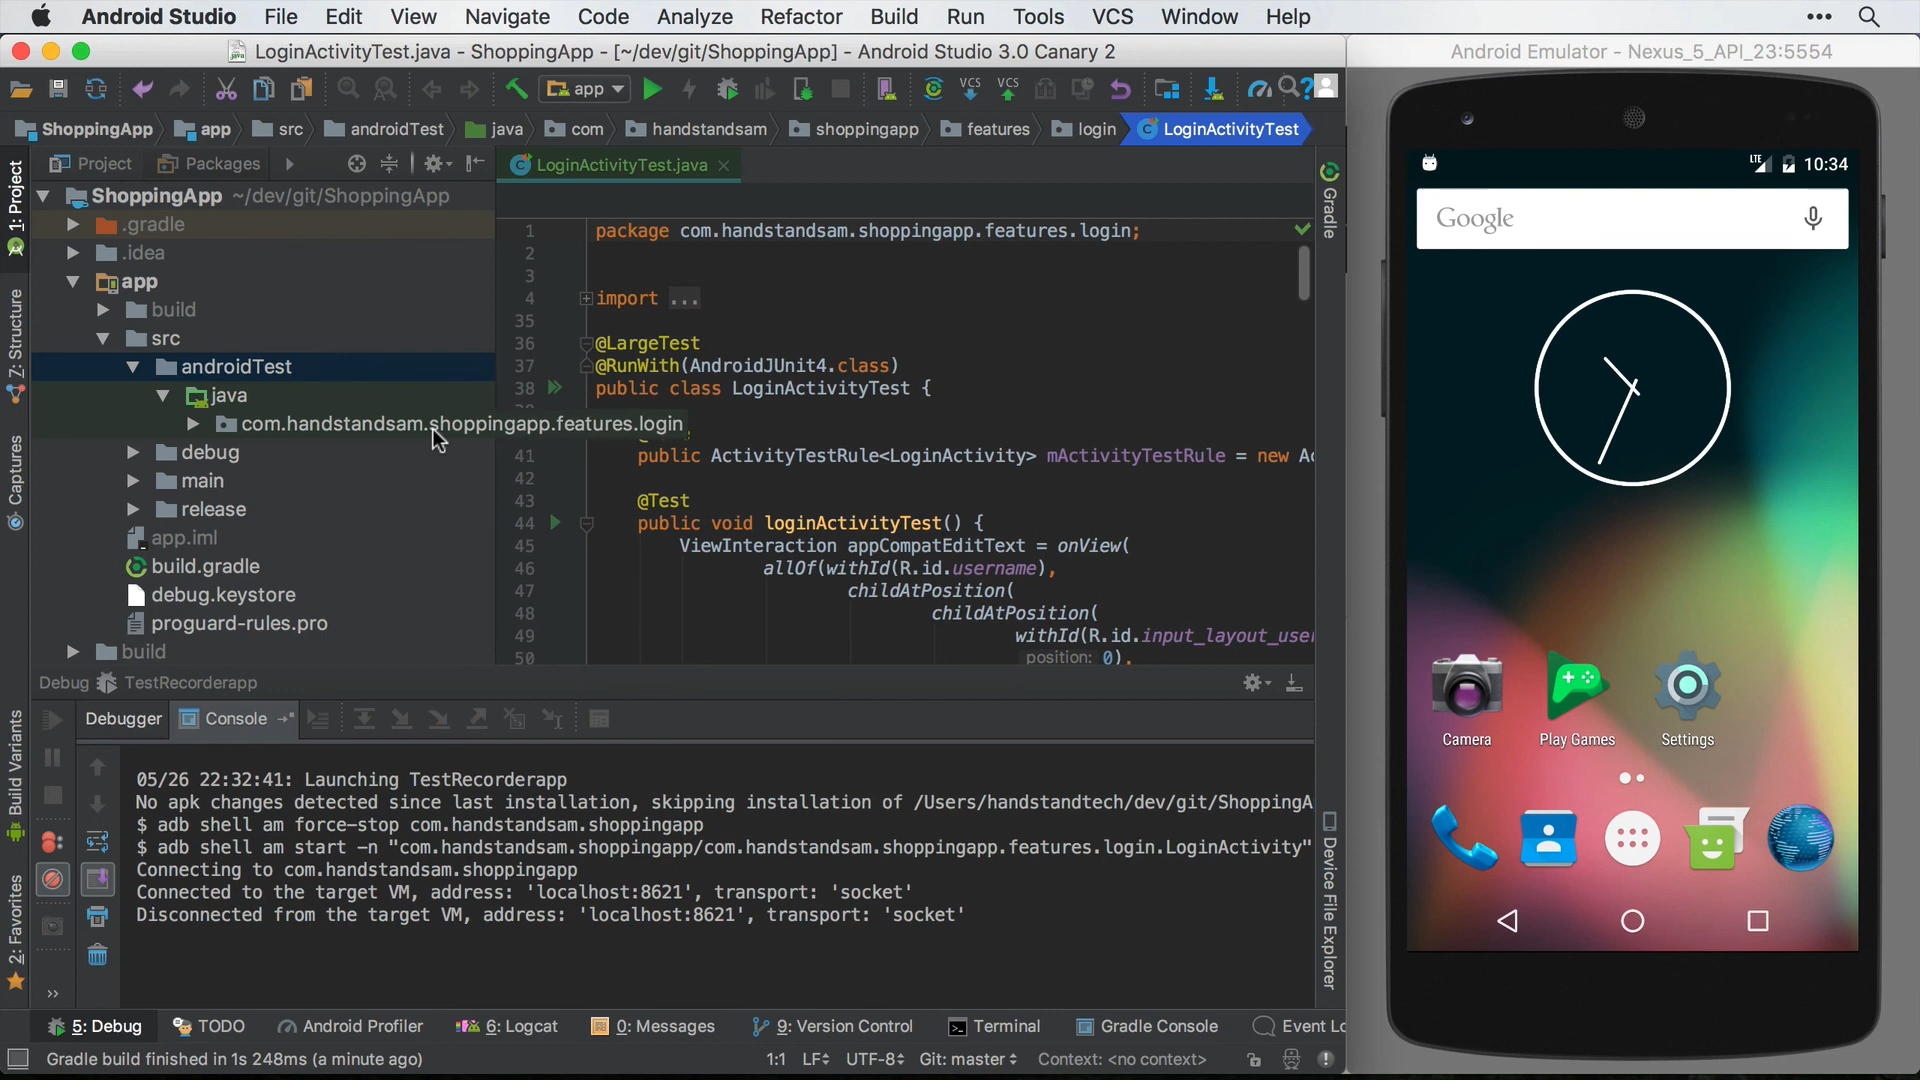 Android Studio File Edit View Navigate Code Analyze Refactor Build Run Tools VCS Window Help
LoginActivityTest.java - ShoppingApp - [~/dev/git/ShoppingApp] - Android Studio 3.0 Canary 2
Android Emulator - Nexus_5_API_23:5554
app VCS VCS ?
ShoppingApp app src androidTest java com handstandsam shoppingapp features login LoginActivityTest
Project Packages
LoginActivityTest.java
1: Project
Z: Structure
Captures
Build Variants
2: Favorites
ShoppingApp ~/dev/git/ShoppingApp
.gradle
.idea
app
build
src
androidTest
java
com.handstandsam.shoppingapp.features.login
debug
main
release
app.iml
build.gradle
debug.keystore
proguard-rules.pro
build
1 package com.handstandsam.shoppingapp.features.login;
2
3
4 import ...
35
36 @LargeTest
37 @RunWith(AndroidJUnit4.class)
38 public class LoginActivityTest {
41 public ActivityTestRule<LoginActivity> mActivityTestRule = new Ac
42
43 @Test
44 public void loginActivityTest() {
45 ViewInteraction appCompatEditText = onView(
46 allOf(withId(R.id.username),
47 childAtPosition(
48 childAtPosition(
49 withId(R.id.input_layout_user
50 position: 0),
Gradle
Device File Explorer
Debug TestRecorderapp
Debugger Console
05/26 22:32:41: Launching TestRecorderapp
No apk changes detected since last installation, skipping installation of /Users/handstandtech/dev/git/ShoppingA
$ adb shell am force-stop com.handstandsam.shoppingapp
$ adb shell am start -n "com.handstandsam.shoppingapp/com.handstandsam.shoppingapp.features.login.LoginActivity"
Connecting to com.handstandsam.shoppingapp
Connected to the target VM, address: 'localhost:8621', transport: 'socket'
Disconnected from the target VM, address: 'localhost:8621', transport: 'socket'
5: Debug TODO Android Profiler 6: Logcat 0: Messages 9: Version Control Terminal Gradle Console Event Lo
Gradle build finished in 1s 248ms (a minute ago) 1:1 LF UTF-8 Git: master Context: <no context>
LTE 10:34
Google
Camera Play Games Settings